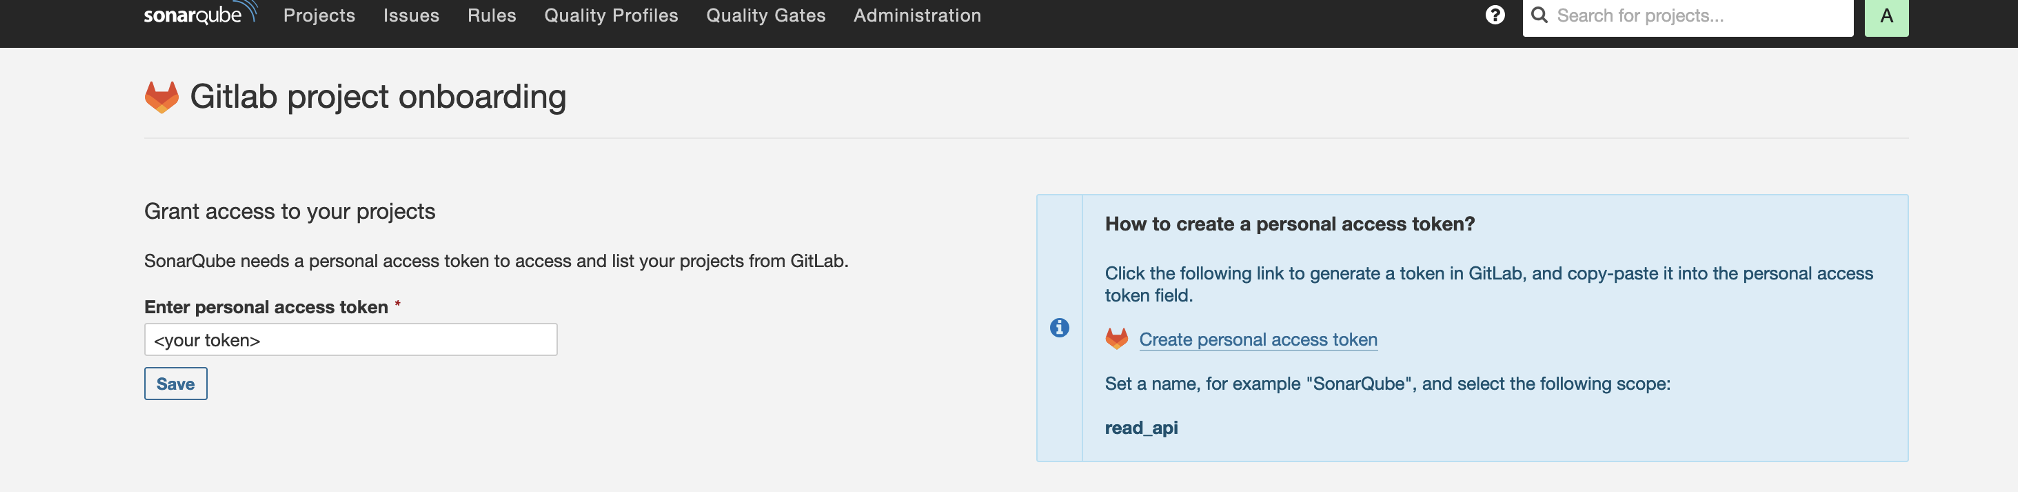 sonarqube Projects Issues Rules Quality Profiles Quality Gates Administration ? Search for projects... A
Gitlab project onboarding
Grant access to your projects
SonarQube needs a personal access token to access and list your projects from GitLab.
Enter personal access token *
<your token>
Save
How to create a personal access token?
Click the following link to generate a token in GitLab, and copy-paste it into the personal access
token field.
Create personal access token
Set a name, for example "SonarQube", and select the following scope:
read_api